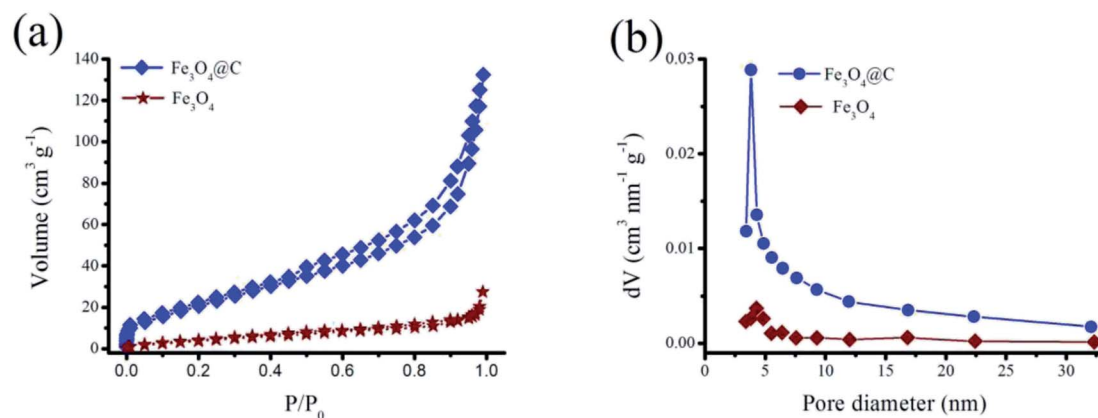 (a)
140
120
100
80
60
40
20
0
Volume (cm³ g⁻¹)
Fe₃O₄@C
Fe₃O₄
0.0 0.2 0.4 0.6 0.8 1.0
P/P₀
(b)
0.03
0.02
0.01
0.00
dV (cm³ nm⁻¹ g⁻¹)
Fe₃O₄@C
Fe₃O₄
0 5 10 15 20 25 30
Pore diameter (nm)